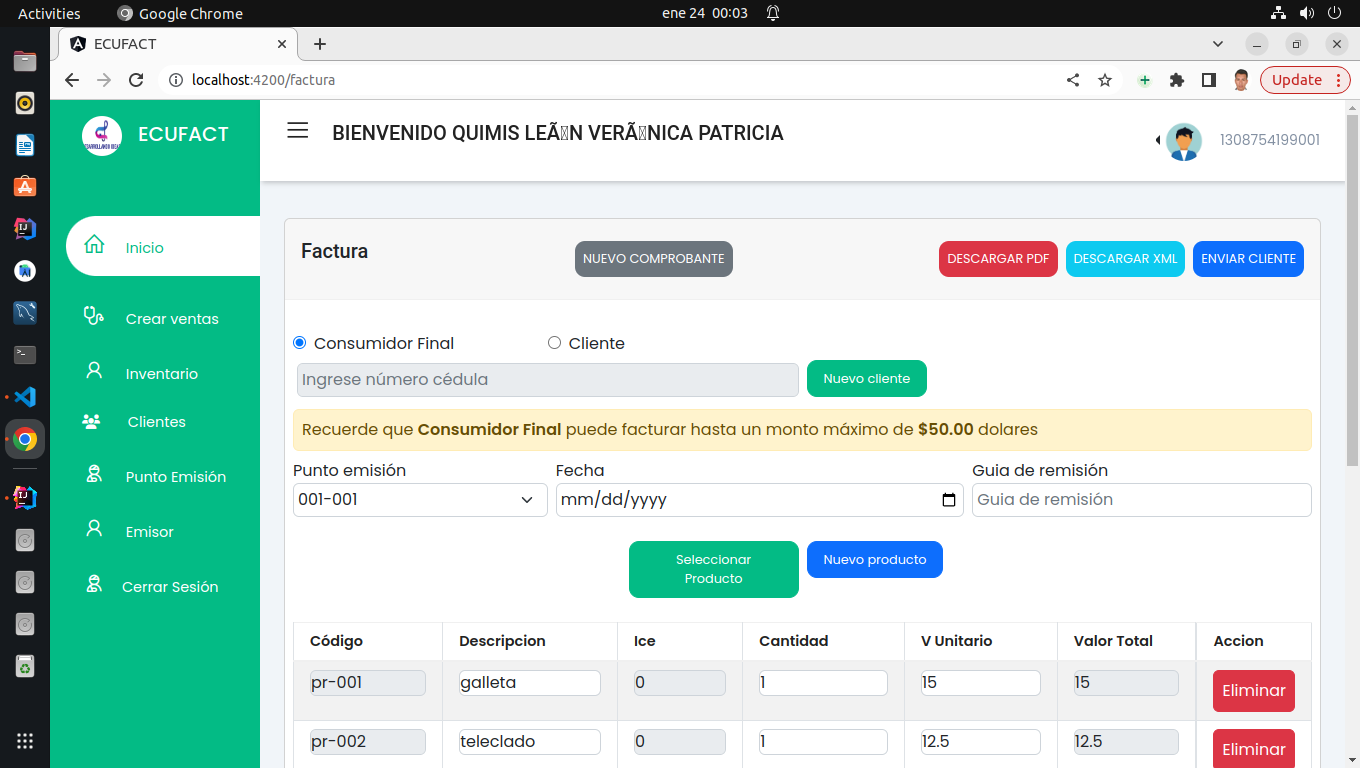 Activities
Google Chrome
ene 24 00:03
ECUFACT
localhost:4200/factura
Update
ECUFACT
BIENVENIDO QUIMIS LEÃN VERÃNICA PATRICIA
1308754199001
Inicio
Crear ventas
Inventario
Clientes
Punto Emisión
Emisor
Cerrar Sesión
Factura
NUEVO COMPROBANTE
DESCARGAR PDF
DESCARGAR XML
ENVIAR CLIENTE
Consumidor Final
Cliente
Ingrese número cédula
Nuevo cliente
Recuerde que Consumidor Final puede facturar hasta un monto máximo de $50.00 dolares
Punto emisión
Fecha
Guia de remisión
001-001
mm/dd/yyyy
Guia de remisión
Seleccionar
Producto
Nuevo producto
Código Descripcion Ice Cantidad V Unitario Valor Total Accion
pr-001 galleta 0 1 15 15 Eliminar
pr-002 teleclado 0 1 12.5 12.5 Eliminar